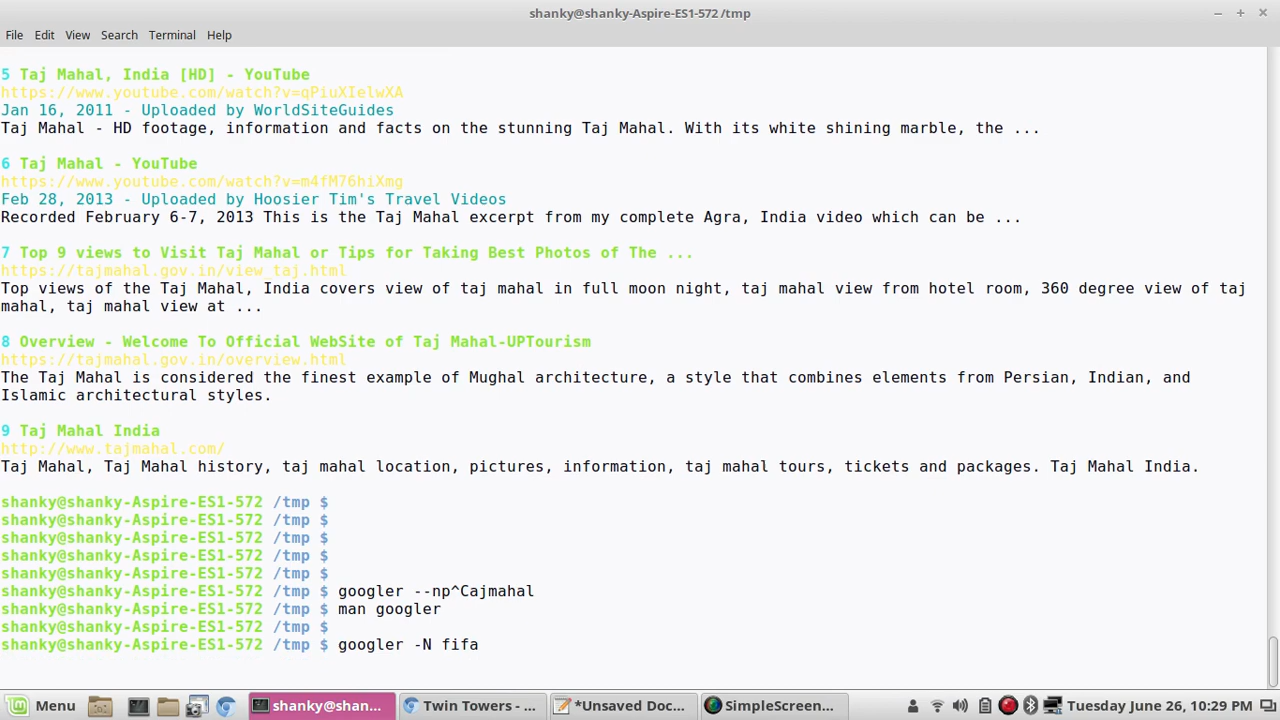 shanky@shanky-Aspire-ES1-572 /tmp
File Edit View Search Terminal Help
5 Taj Mahal, India [HD] - YouTube
https://www.youtube.com/watch?v=qPiuXIelwXA
Jan 16, 2011 - Uploaded by WorldSiteGuides
Taj Mahal - HD footage, information and facts on the stunning Taj Mahal. With its white shining marble, the ...
6 Taj Mahal - YouTube
https://www.youtube.com/watch?v=m4fM76hiXmg
Feb 28, 2013 - Uploaded by Hoosier Tim's Travel Videos
Recorded February 6-7, 2013 This is the Taj Mahal excerpt from my complete Agra, India video which can be ...
7 Top 9 views to Visit Taj Mahal or Tips for Taking Best Photos of The ...
https://tajmahal.gov.in/view_taj.html
Top views of the Taj Mahal, India covers view of taj mahal in full moon night, taj mahal view from hotel room, 360 degree view of taj
mahal, taj mahal view at ...
8 Overview - Welcome To Official WebSite of Taj Mahal-UPTourism
https://tajmahal.gov.in/overview.html
The Taj Mahal is considered the finest example of Mughal architecture, a style that combines elements from Persian, Indian, and
Islamic architectural styles.
9 Taj Mahal India
http://www.tajmahal.com/
Taj Mahal, Taj Mahal history, taj mahal location, pictures, information, taj mahal tours, tickets and packages. Taj Mahal India.
shanky@shanky-Aspire-ES1-572 /tmp $
shanky@shanky-Aspire-ES1-572 /tmp $
shanky@shanky-Aspire-ES1-572 /tmp $
shanky@shanky-Aspire-ES1-572 /tmp $
shanky@shanky-Aspire-ES1-572 /tmp $
shanky@shanky-Aspire-ES1-572 /tmp $ googler --np^Cajmahal
shanky@shanky-Aspire-ES1-572 /tmp $ man googler
shanky@shanky-Aspire-ES1-572 /tmp $
shanky@shanky-Aspire-ES1-572 /tmp $ googler -N fifa
Menu shanky@shan... Twin Towers - ... *Unsaved Doc... SimpleScreen... Tuesday June 26, 10:29 PM